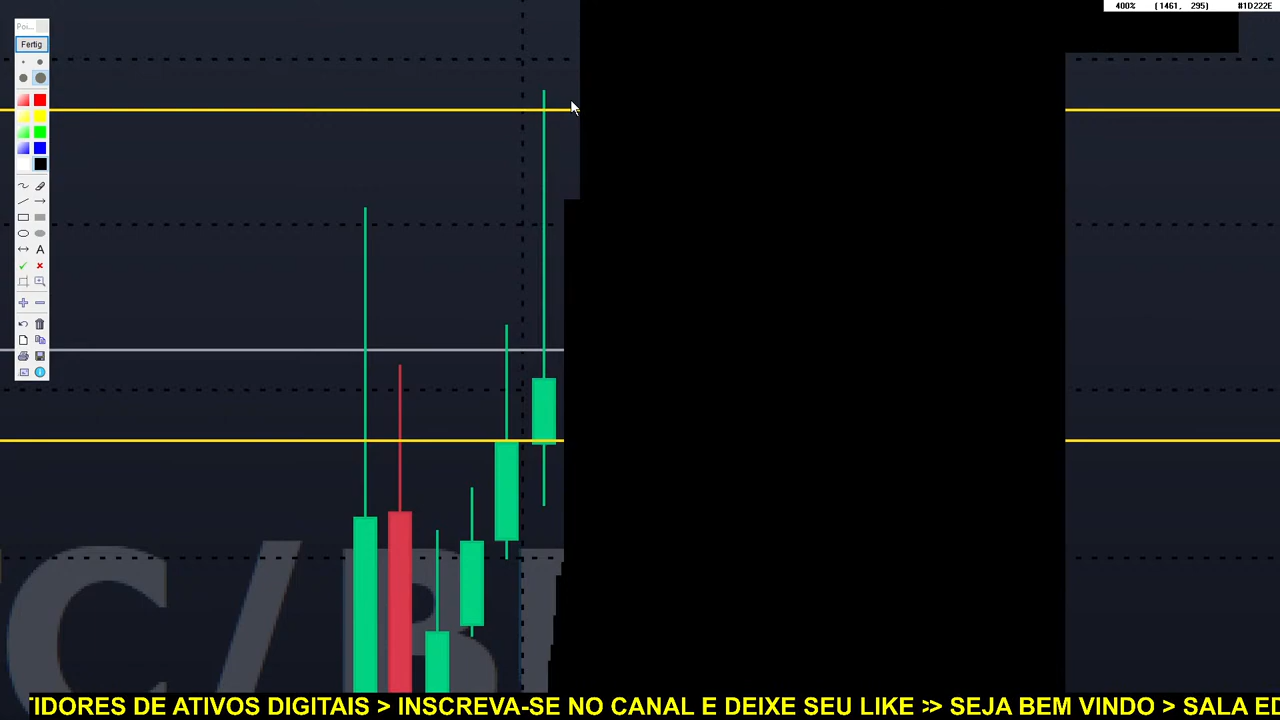 400% (1461, 295) #1D222E
Poi...
Fertig
A
C/B
TIDORES DE ATIVOS DIGITAIS > INSCREVA-SE NO CANAL E DEIXE SEU LIKE >> SEJA BEM VINDO > SALA E